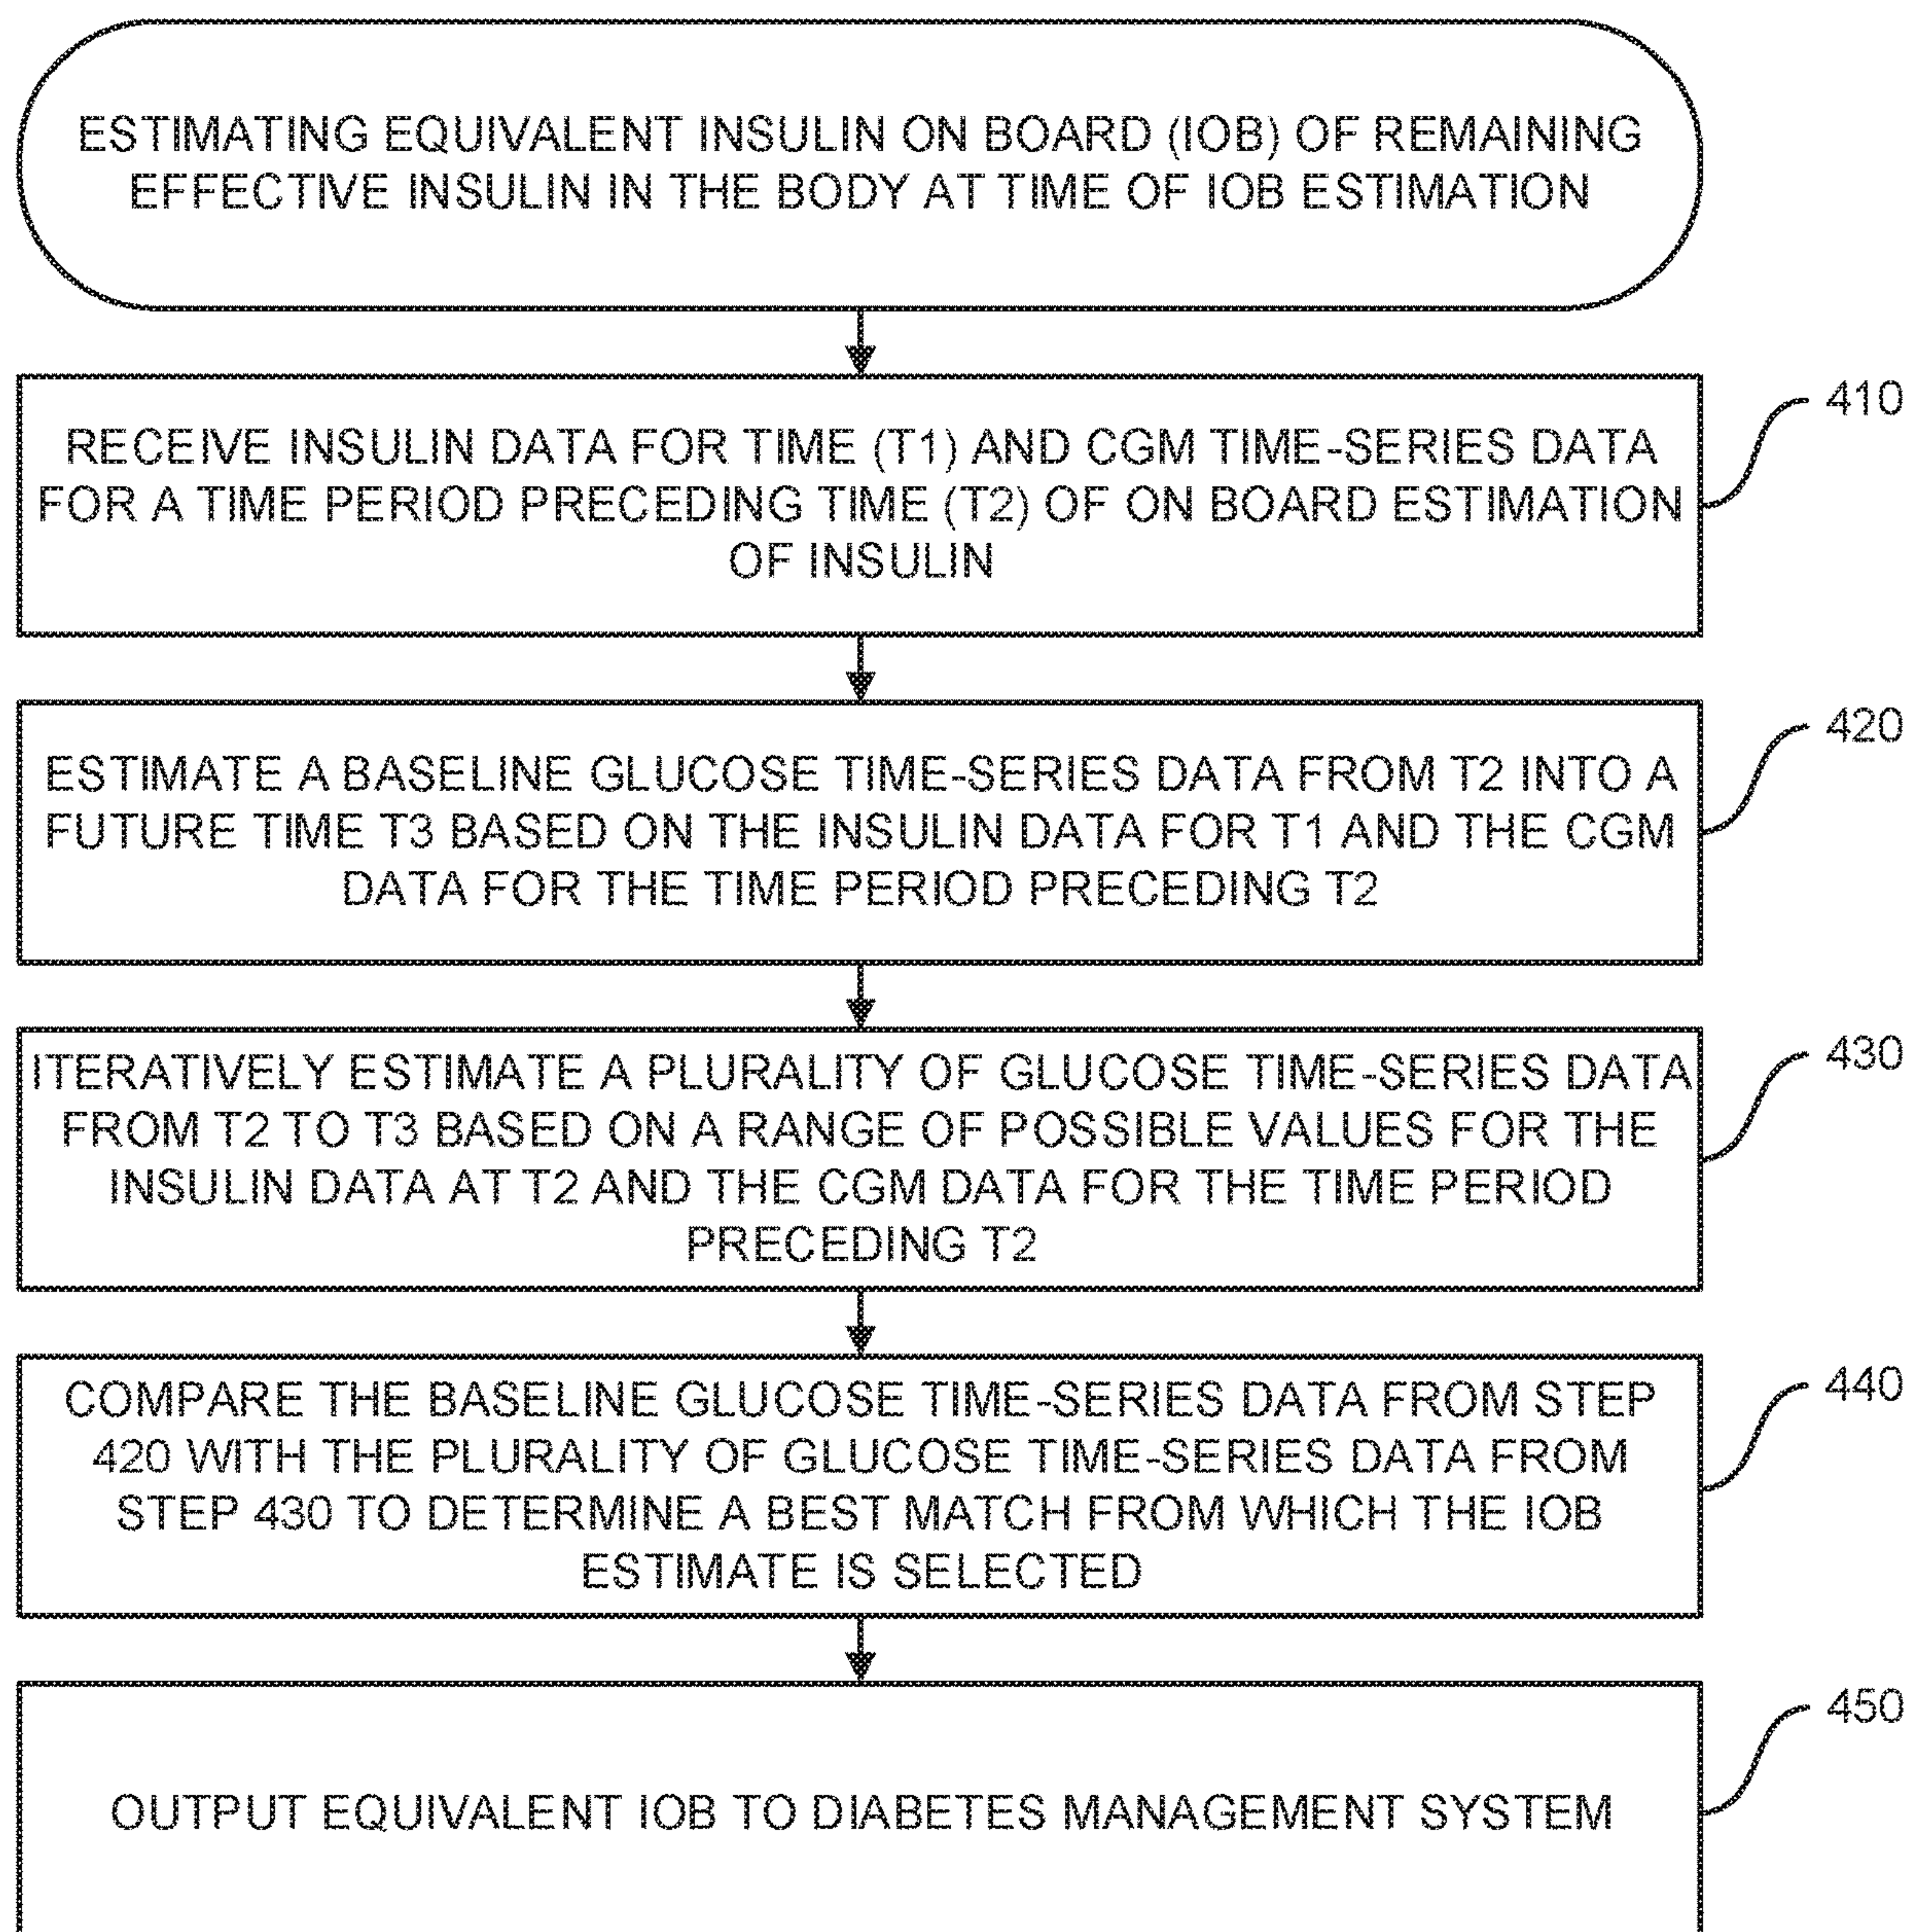 ESTIMATING EQUIVALENT INSULIN ON BOARD (IOB) OF REMAINING
EFFECTIVE INSULIN IN THE BODY AT TIME OF IOB ESTIMATION
410
RECEIVE INSULIN DATA FOR TIME (T1) AND CGM TIME-SERIES DATA
FOR A TIME PERIOD PRECEDING TIME (T2) OF ON BOARD ESTIMATION
OF INSULIN
420
ESTIMATE A BASELINE GLUCOSE TIME-SERIES DATA FROM T2 INTO A
FUTURE TIME T3 BASED ON THE INSULIN DATA FOR T1 AND THE CGM
DATA FOR THE TIME PERIOD PRECEDING T2
430
ITERATIVELY ESTIMATE A PLURALITY OF GLUCOSE TIME-SERIES DATA
FROM T2 TO T3 BASED ON A RANGE OF POSSIBLE VALUES FOR THE
INSULIN DATA AT T2 AND THE CGM DATA FOR THE TIME PERIOD
PRECEDING T2
440
COMPARE THE BASELINE GLUCOSE TIME-SERIES DATA FROM STEP
420 WITH THE PLURALITY OF GLUCOSE TIME-SERIES DATA FROM
STEP 430 TO DETERMINE A BEST MATCH FROM WHICH THE IOB
ESTIMATE IS SELECTED
450
OUTPUT EQUIVALENT IOB TO DIABETES MANAGEMENT SYSTEM